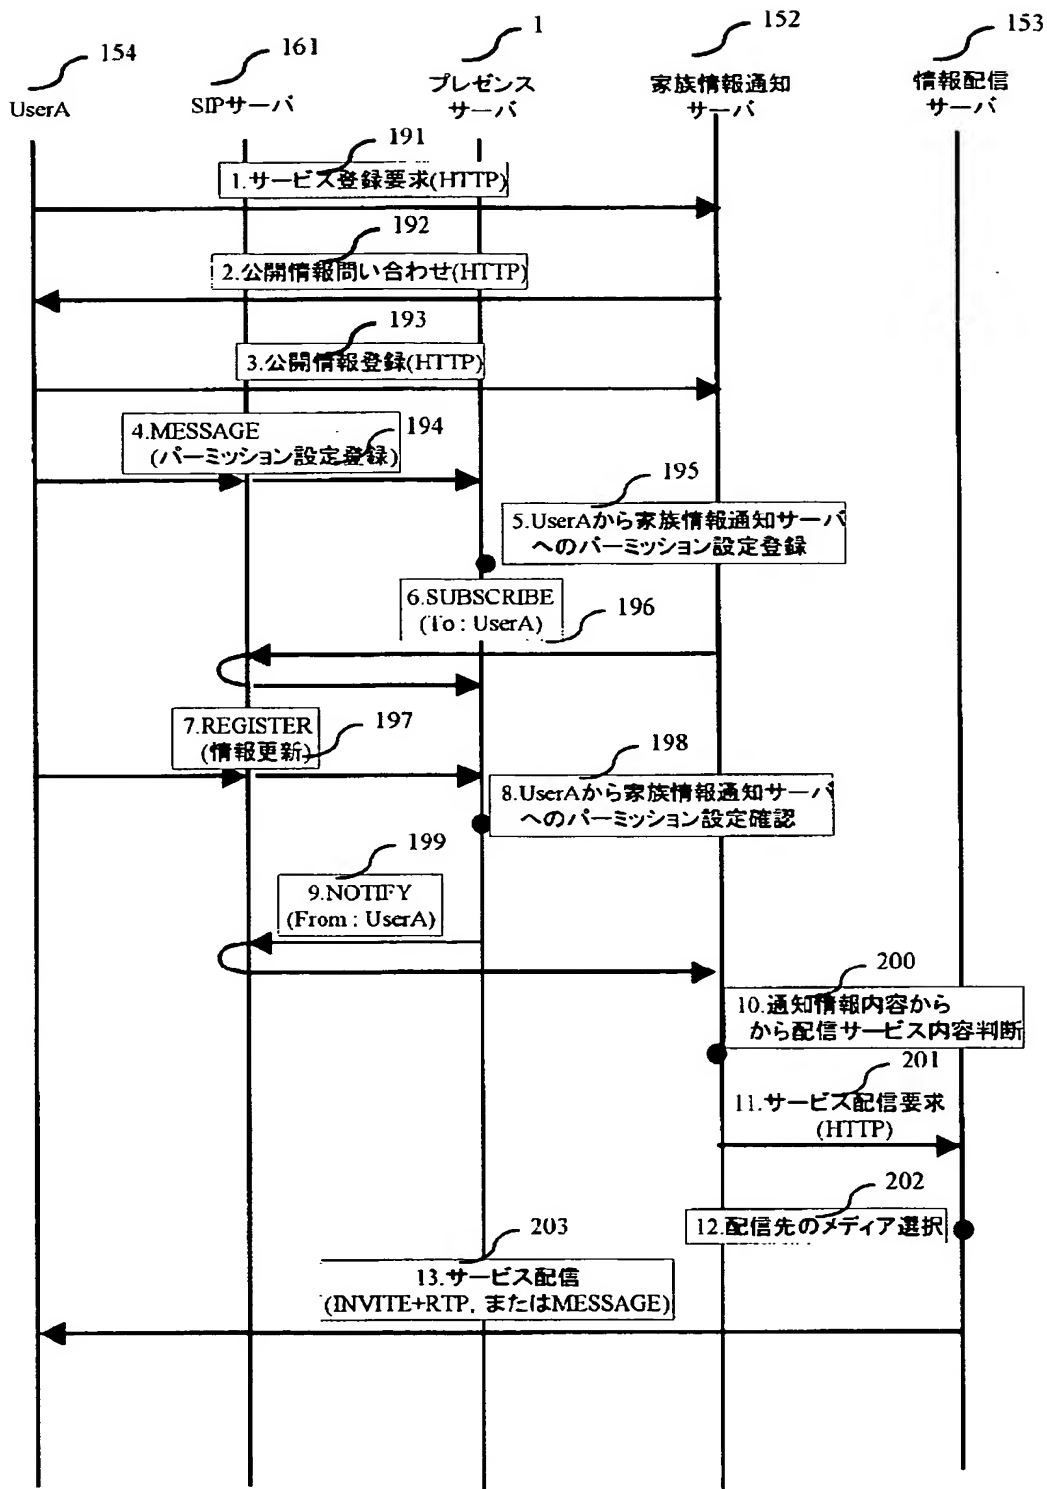 154
UserA
161
SIPサーバ
1
プレゼンス
サーバ
152
家族情報通知
サーバ
153
情報配信
サーバ
191
1.サービス登録要求(HTTP)
192
2.公開情報問い合わせ(HTTP)
193
3.公開情報登録(HTTP)
4.MESSAGE
(パーミッション設定登録)
194
195
5.UserAから家族情報通知サーバ
へのパーミッション設定登録
6.SUBSCRIBE
(To : UserA)
196
7.REGISTER
(情報更新)
197
198
8.UserAから家族情報通知サーバ
へのパーミッション設定確認
199
9.NOTIFY
(From : UserA)
200
10.通知情報内容から
から配信サービス内容判断
201
11.サービス配信要求
(HTTP)
202
12.配信先のメディア選択
203
13.サービス配信
(INVITE+RTP, またはMESSAGE)